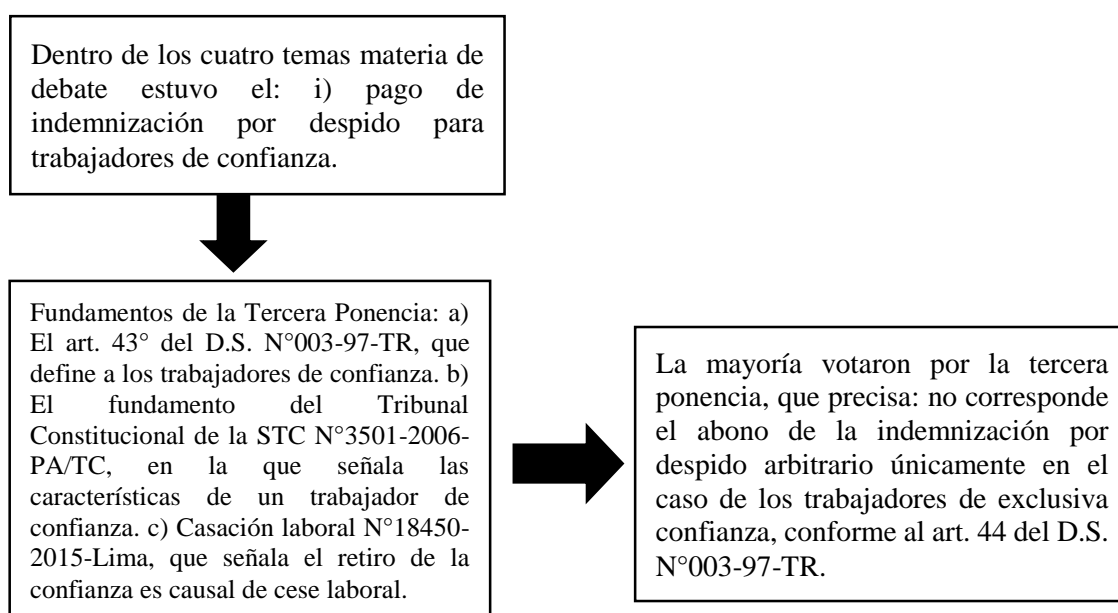 Dentro de los cuatro temas materia de
debate estuvo el: i) pago de
indemnización por despido para
trabajadores de confianza.
Fundamentos de la Tercera Ponencia: a)
El art. 43° del D.S. N°003-97-TR, que
define a los trabajadores de confianza. b)
El fundamento del Tribunal
Constitucional de la STC N°3501-2006-
PA/TC, en la que señala las
características de un trabajador de
confianza. c) Casación laboral N°18450-
2015-Lima, que señala el retiro de la
confianza es causal de cese laboral.
La mayoría votaron por la tercera
ponencia, que precisa: no corresponde
el abono de la indemnización por
despido arbitrario únicamente en el
caso de los trabajadores de exclusiva
confianza, conforme al art. 44 del D.S.
N°003-97-TR.